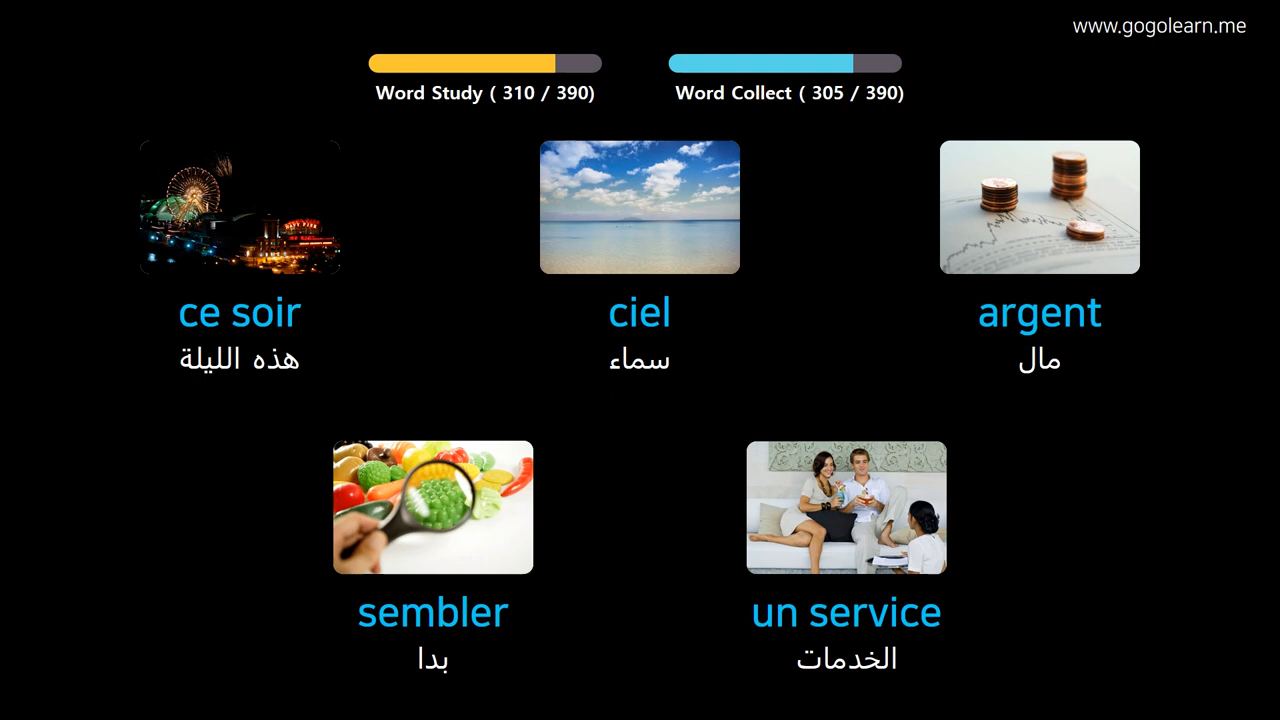 www.gogolearn.me
Word Study ( 310 / 390)
Word Collect ( 305 / 390)
ce soir
هذه الليلة
ciel
سماء
argent
مال
sembler
بدا
un service
الخدمات